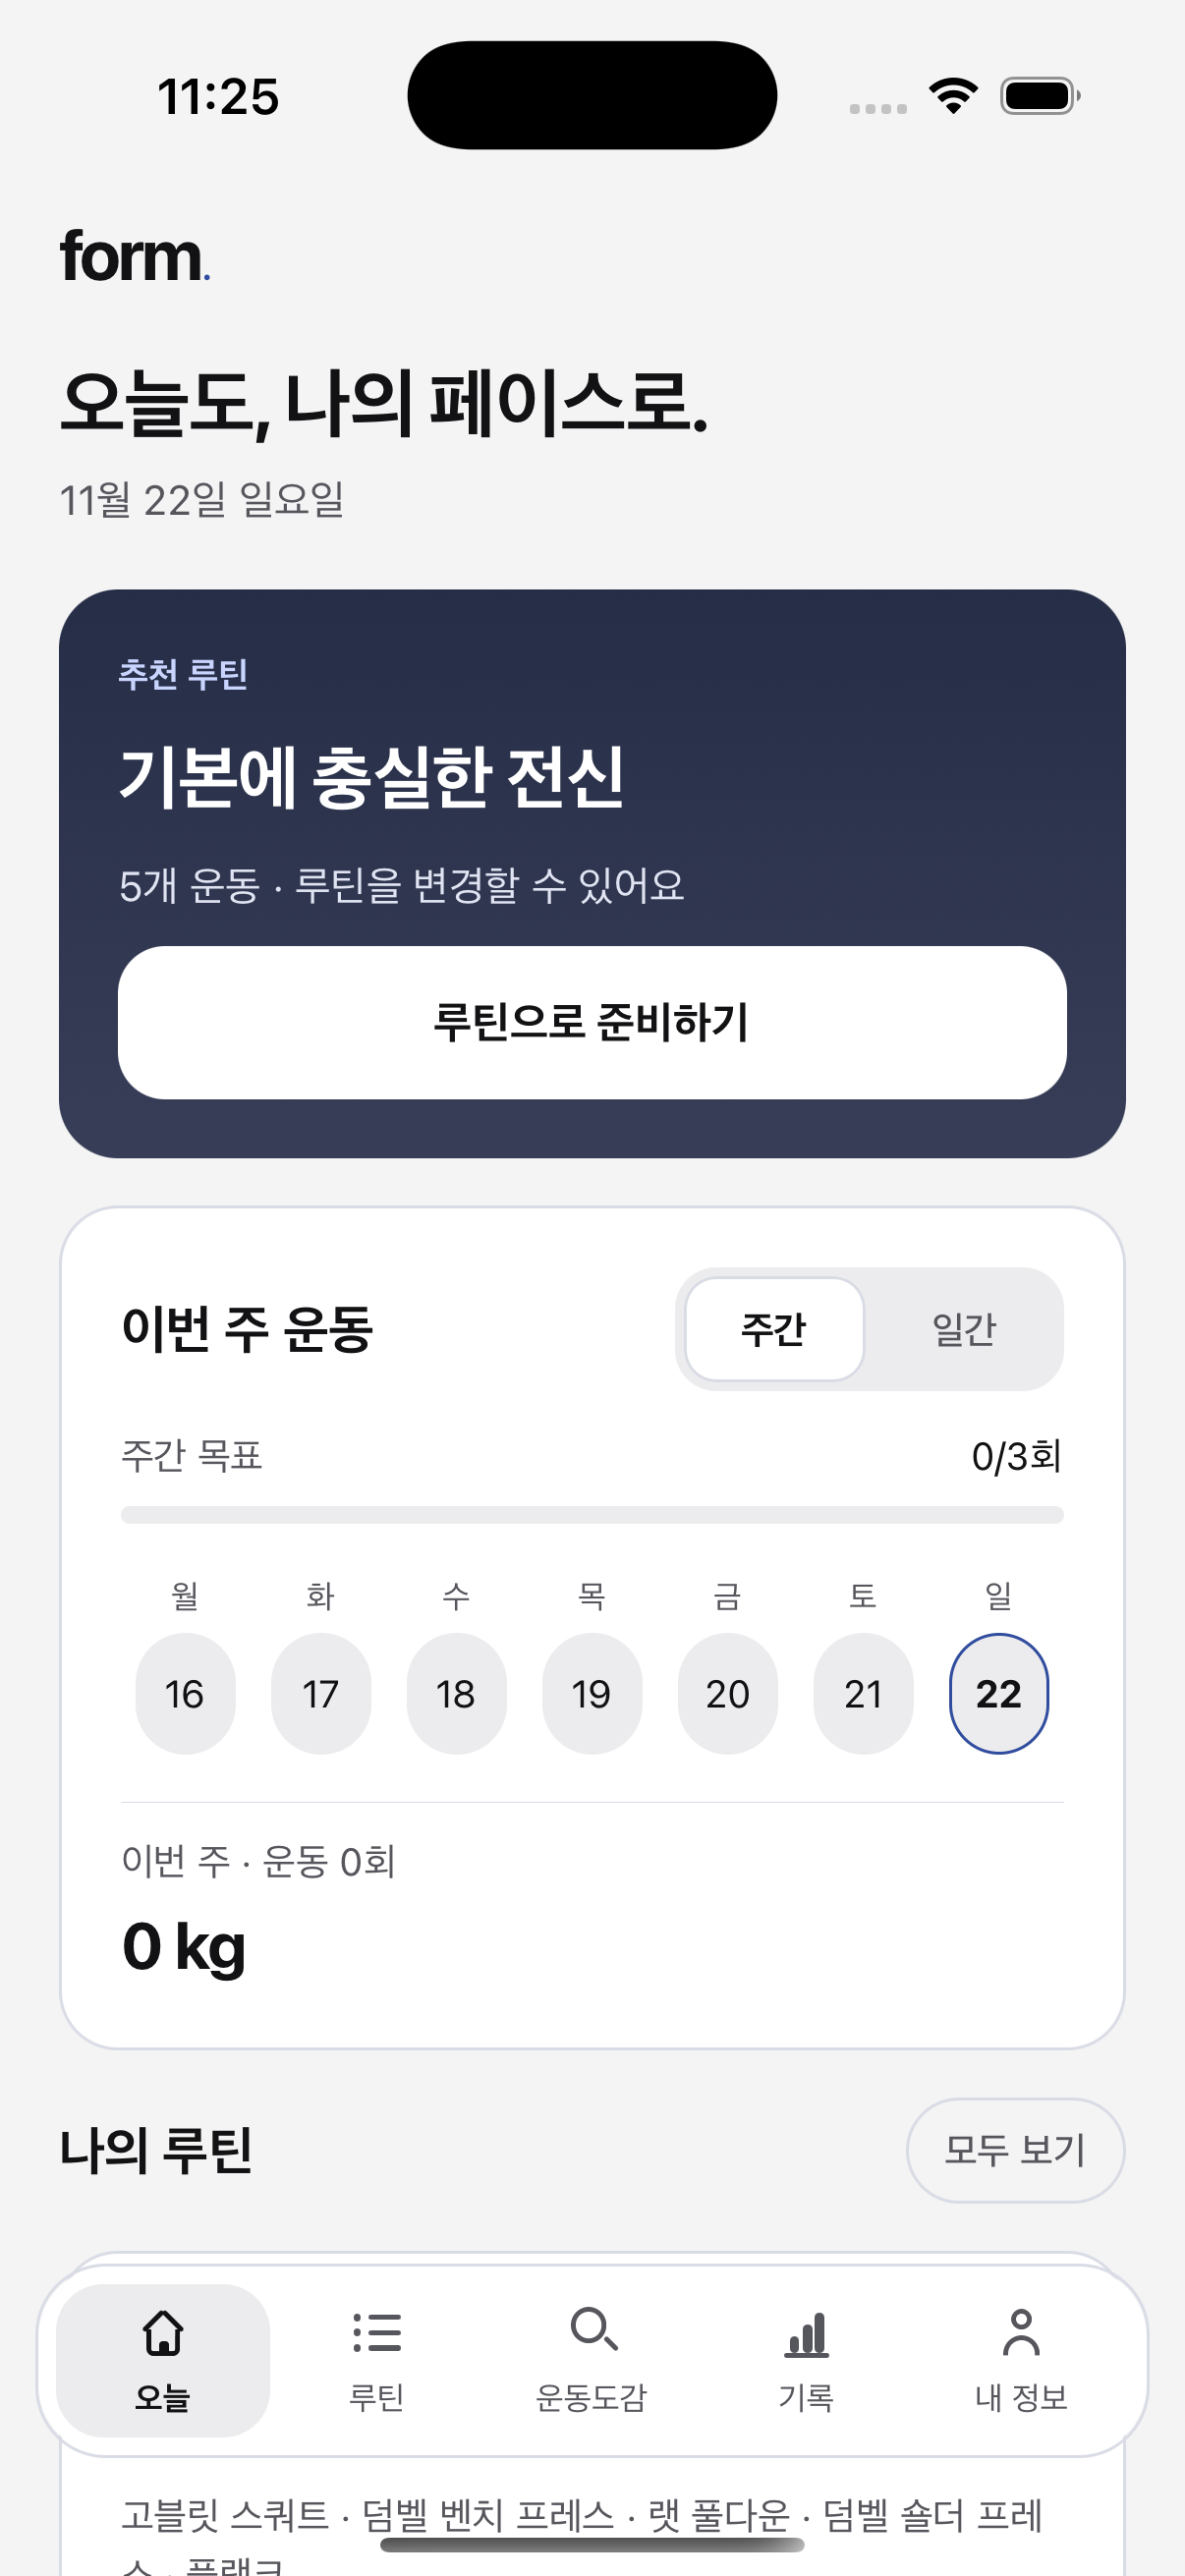 11:25
form.
오늘도, 나의 페이스로.
11월 22일 일요일
추천 루틴
기본에 충실한 전신
5개 운동 · 루틴을 변경할 수 있어요
루틴으로 준비하기
이번 주 운동
주간 일간
주간 목표 0/3회
월 화 수 목 금 토 일
16 17 18 19 20 21 22
이번 주 · 운동 0회
0 kg
나의 루틴 모두 보기
오늘 루틴 운동도감 기록 내 정보
고블릿 스쿼트 · 덤벨 벤치 프레스 · 랫 풀다운 · 덤벨 숄더 프레
스 · 플랭크